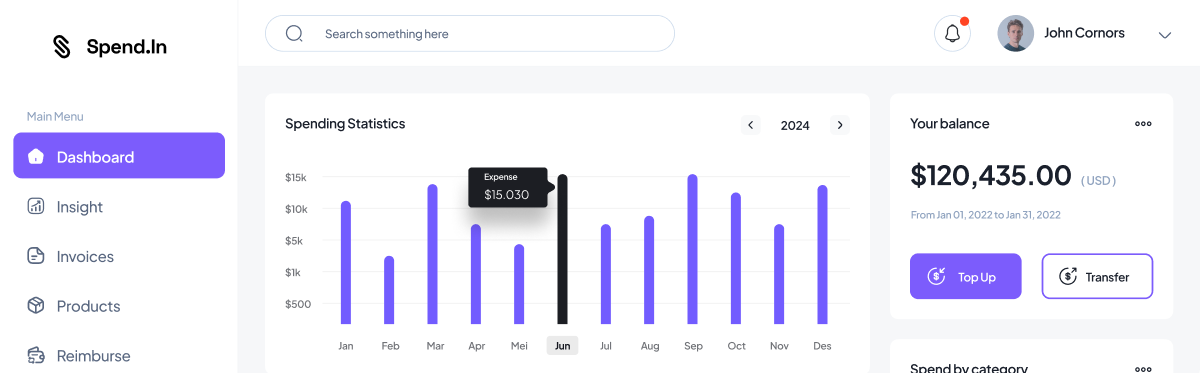 Spend.In
Search something here
John Cornors
Main Menu
Dashboard
Insight
Invoices
Products
Reimburse
Spending Statistics
2024
$15k
$10k
$5k
$1k
$500
Expense
$15.030
Jan Feb Mar Apr Mei Jun Jul Aug Sep Oct Nov Des
Your balance
$120,435.00 (USD)
From Jan 01, 2022 to Jan 31, 2022
Top Up
Transfer
Spend by category